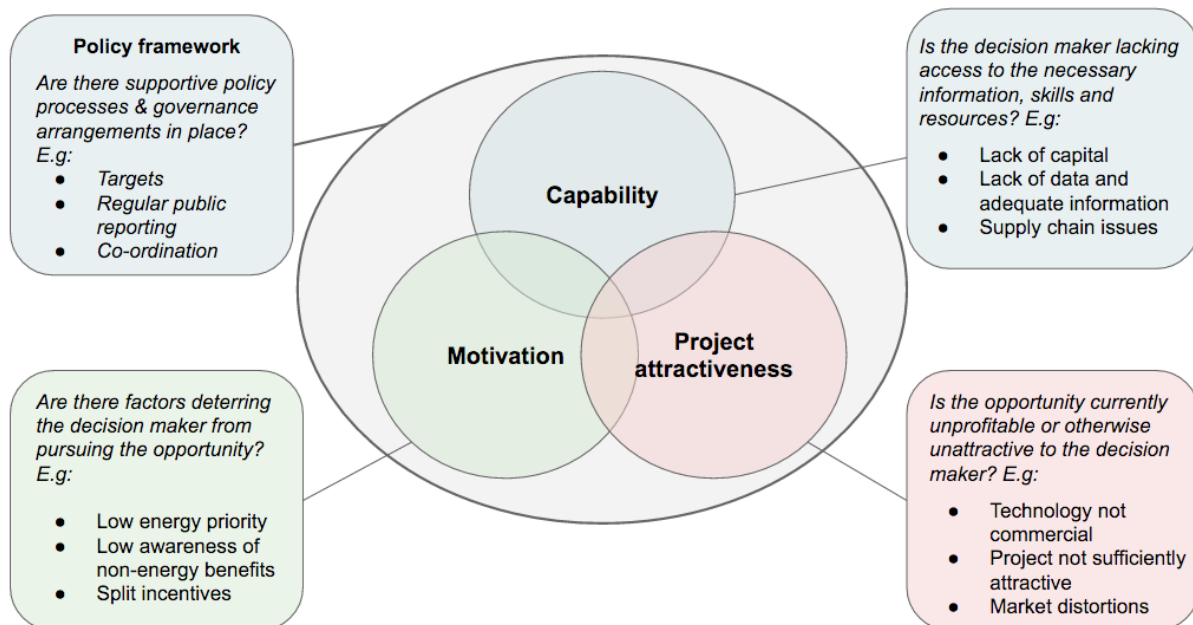 Policy framework
Are there supportive policy
processes & governance
arrangements in place?
E.g:
● Targets
● Regular public
reporting
● Co-ordination
Is the decision maker lacking
access to the necessary
information, skills and
resources? E.g:
● Lack of capital
● Lack of data and
adequate information
● Supply chain issues
Capability
Motivation
Project
attractiveness
Are there factors deterring
the decision maker from
pursuing the opportunity?
E.g:
● Low energy priority
● Low awareness of
non-energy benefits
● Split incentives
Is the opportunity currently
unprofitable or otherwise
unattractive to the decision
maker? E.g:
● Technology not
commercial
● Project not sufficiently
attractive
● Market distortions